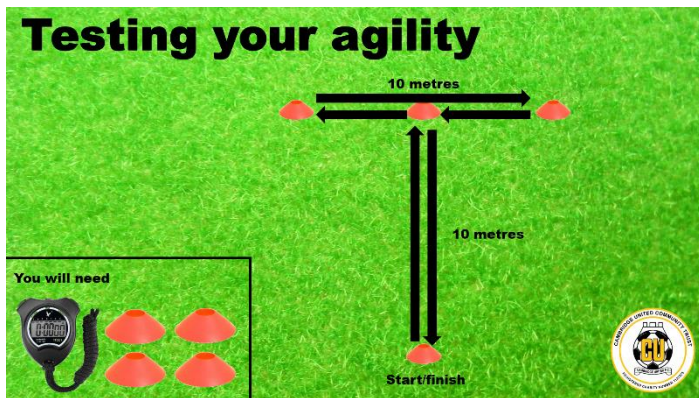 Testing your agility
10 metres
10 metres
You will need
Start/finish
CAMBRIDGE UNITED COMMUNITY TRUST
CU